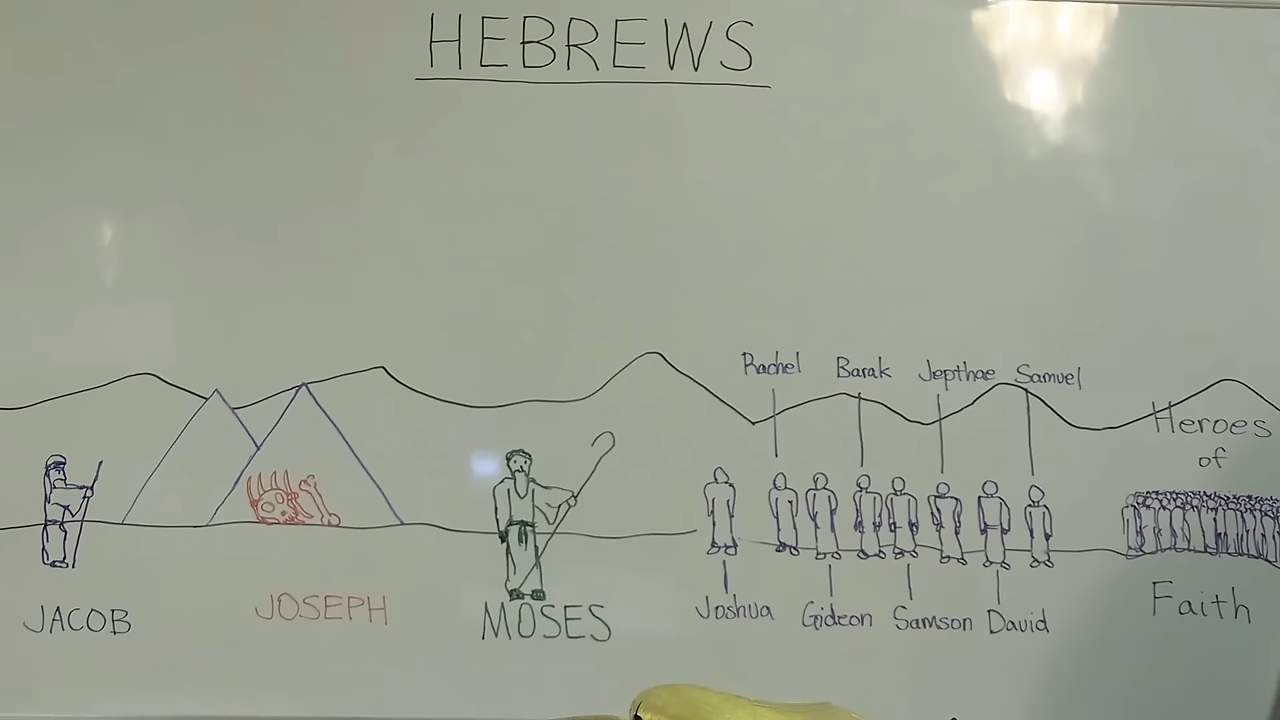 HEBREWS
Rachel Barak Jepthae Samuel
Heroes
of
Faith
JACOB JOSEPH MOSES Joshua Gideon Samson David